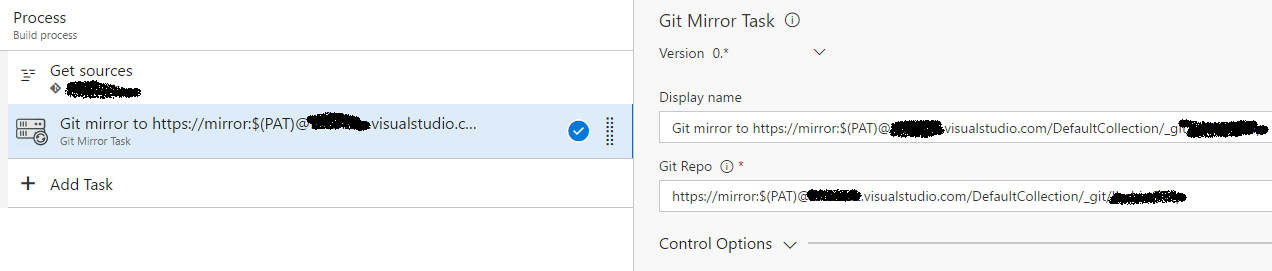 Process
Build process
Get sources
Git mirror to https://mirror:$(PAT)@ .visualstudio.c...
Git Mirror Task
Add Task
Git Mirror Task
Version 0.*
Display name
Git mirror to https://mirror:$(PAT)@ .visualstudio.com/DefaultCollection/_git
Git Repo *
https://mirror:$(PAT)@ .visualstudio.com/DefaultCollection/_git/
Control Options